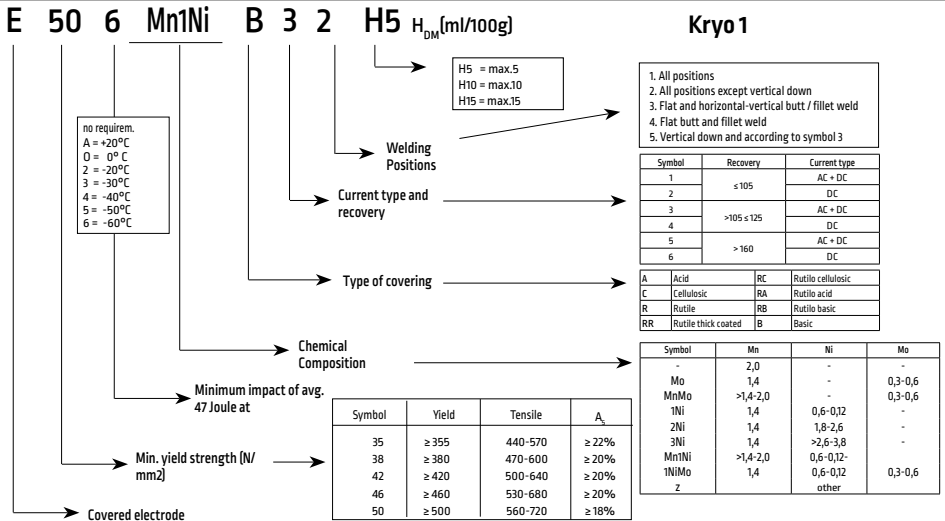 E 50 6 Mn1Ni B 3 2 H5 HDM(ml/100g)
Kryo 1
H5 = max.5
H10 = max.10
H15 = max.15
1. All positions
2. All positions except vertical down
3. Flat and horizontal-vertical butt / fillet weld
4. Flat butt and fillet weld
5. Vertical down and according to symbol 3
no requirem.
A = +20°C
0 = 0° C
2 = -20°C
3 = -30°C
4 = -40°C
5 = -50°C
6 = -60°C
Welding
Positions
Symbol Recovery Current type
1 ≤ 105 AC + DC
2 DC
3 >105 ≤ 125 AC + DC
4 DC
5 > 160 AC + DC
6 DC
Current type and
recovery
Type of covering
A Acid RC Rutilo cellulosic
C Cellulosic RA Rutilo acid
R Rutile RB Rutilo basic
RR Rutile thick coated B Basic
Chemical
Composition
Symbol Mn Ni Mo
- 2,0 - -
Mo 1,4 - 0,3-0,6
MnMo >1,4-2,0 - 0,3-0,6
1Ni 1,4 0,6-0,12 -
2Ni 1,4 1,8-2,6 -
3Ni 1,4 >2,6-3,8 -
Mn1Ni >1,4-2,0 0,6-0,12-
1NiMo 1,4 0,6-0,12 0,3-0,6
z other
Minimum impact of avg.
47 Joule at
Symbol Yield Tensile A5
35 ≥ 355 440-570 ≥ 22%
38 ≥ 380 470-600 ≥ 20%
42 ≥ 420 500-640 ≥ 20%
46 ≥ 460 530-680 ≥ 20%
50 ≥ 500 560-720 ≥ 18%
Min. yield strength (N/
mm2)
Covered electrode